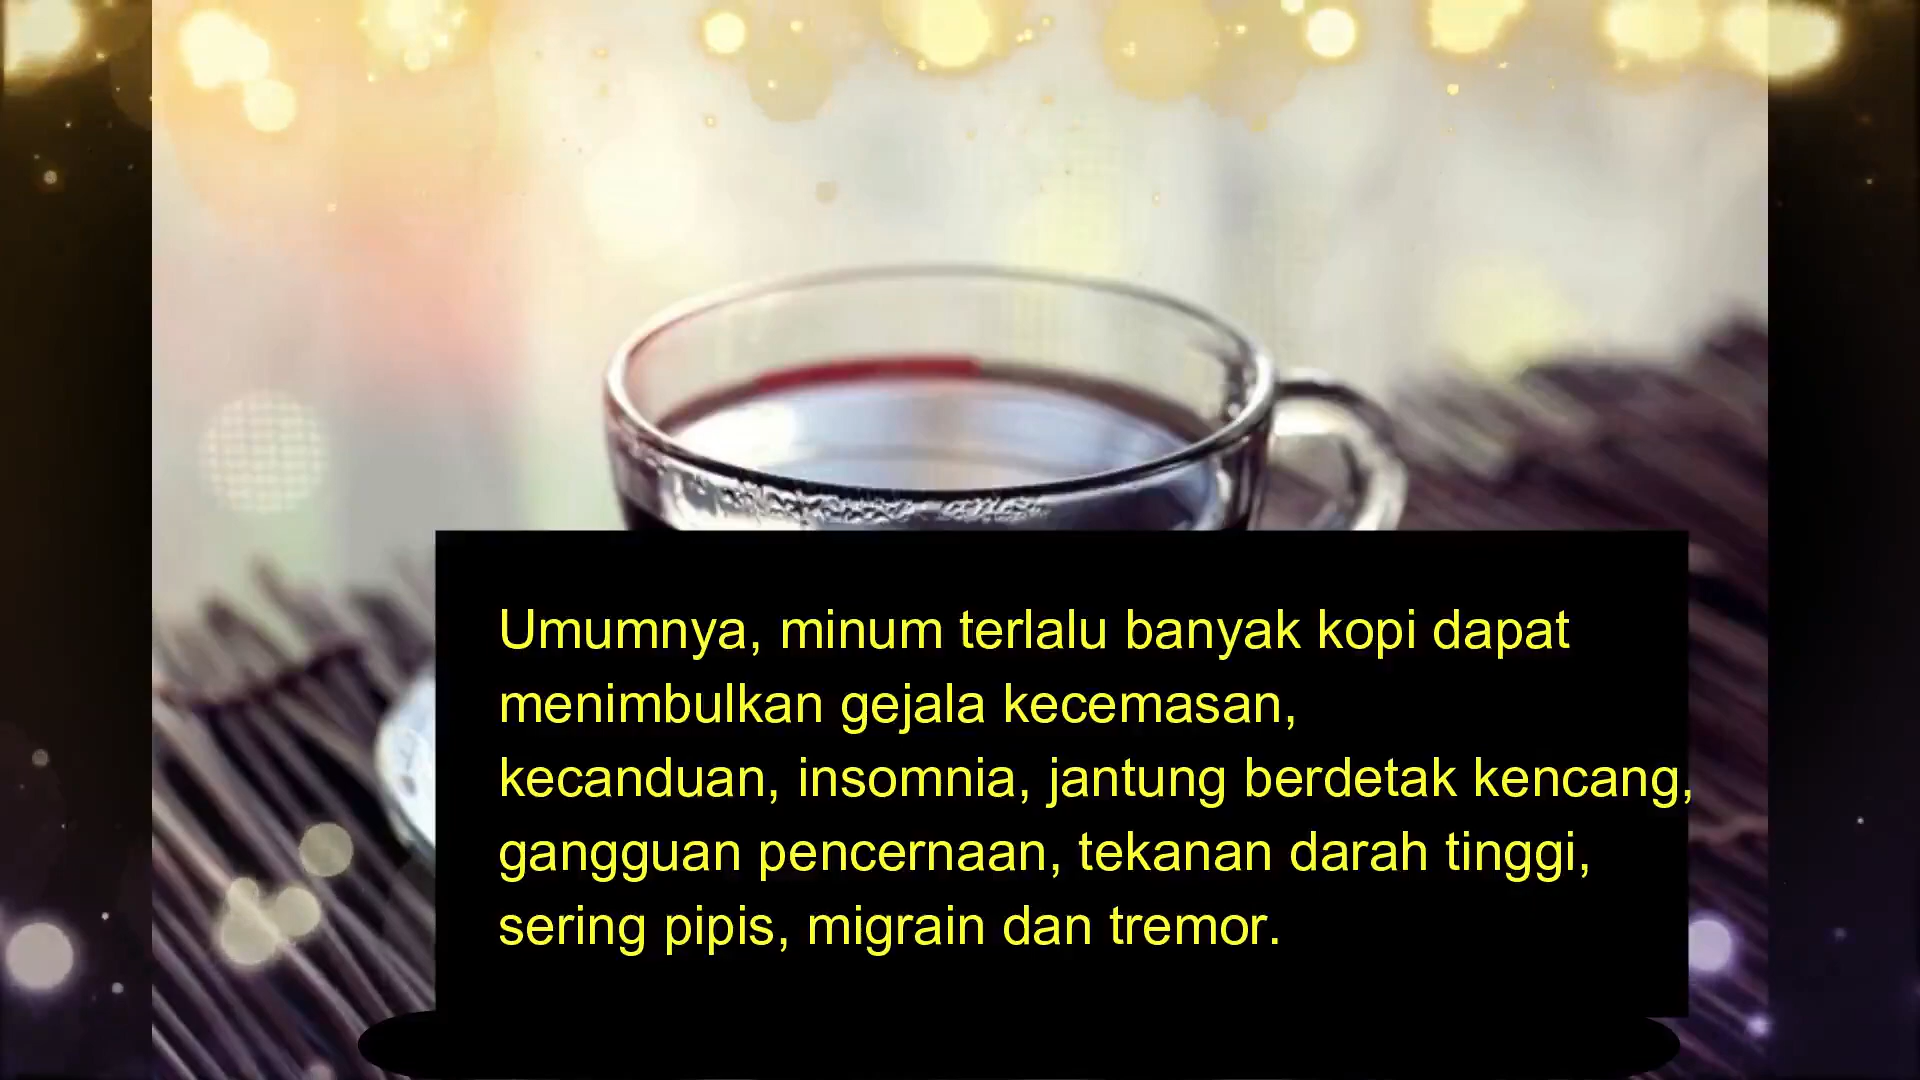 Umumnya, minum terlalu banyak kopi dapat
menimbulkan gejala kecemasan,
kecanduan, insomnia, jantung berdetak kencang,
gangguan pencernaan, tekanan darah tinggi,
sering pipis, migrain dan tremor.